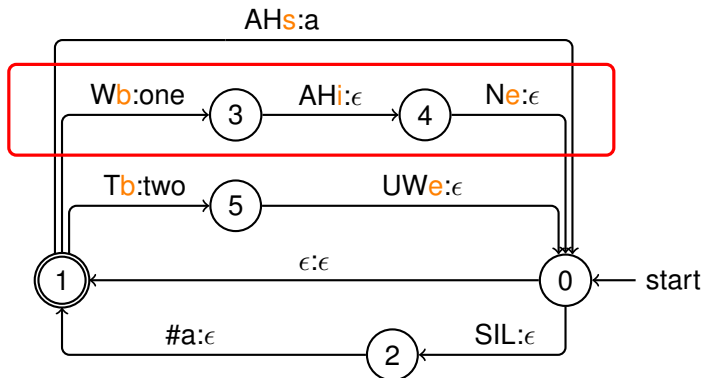 AHs:a
Wb:one 3 AHi:ϵ 4 Ne:ϵ
Tb:two 5 UWe:ϵ
1 ϵ:ϵ 0 start
#a:ϵ 2 SIL:ϵ